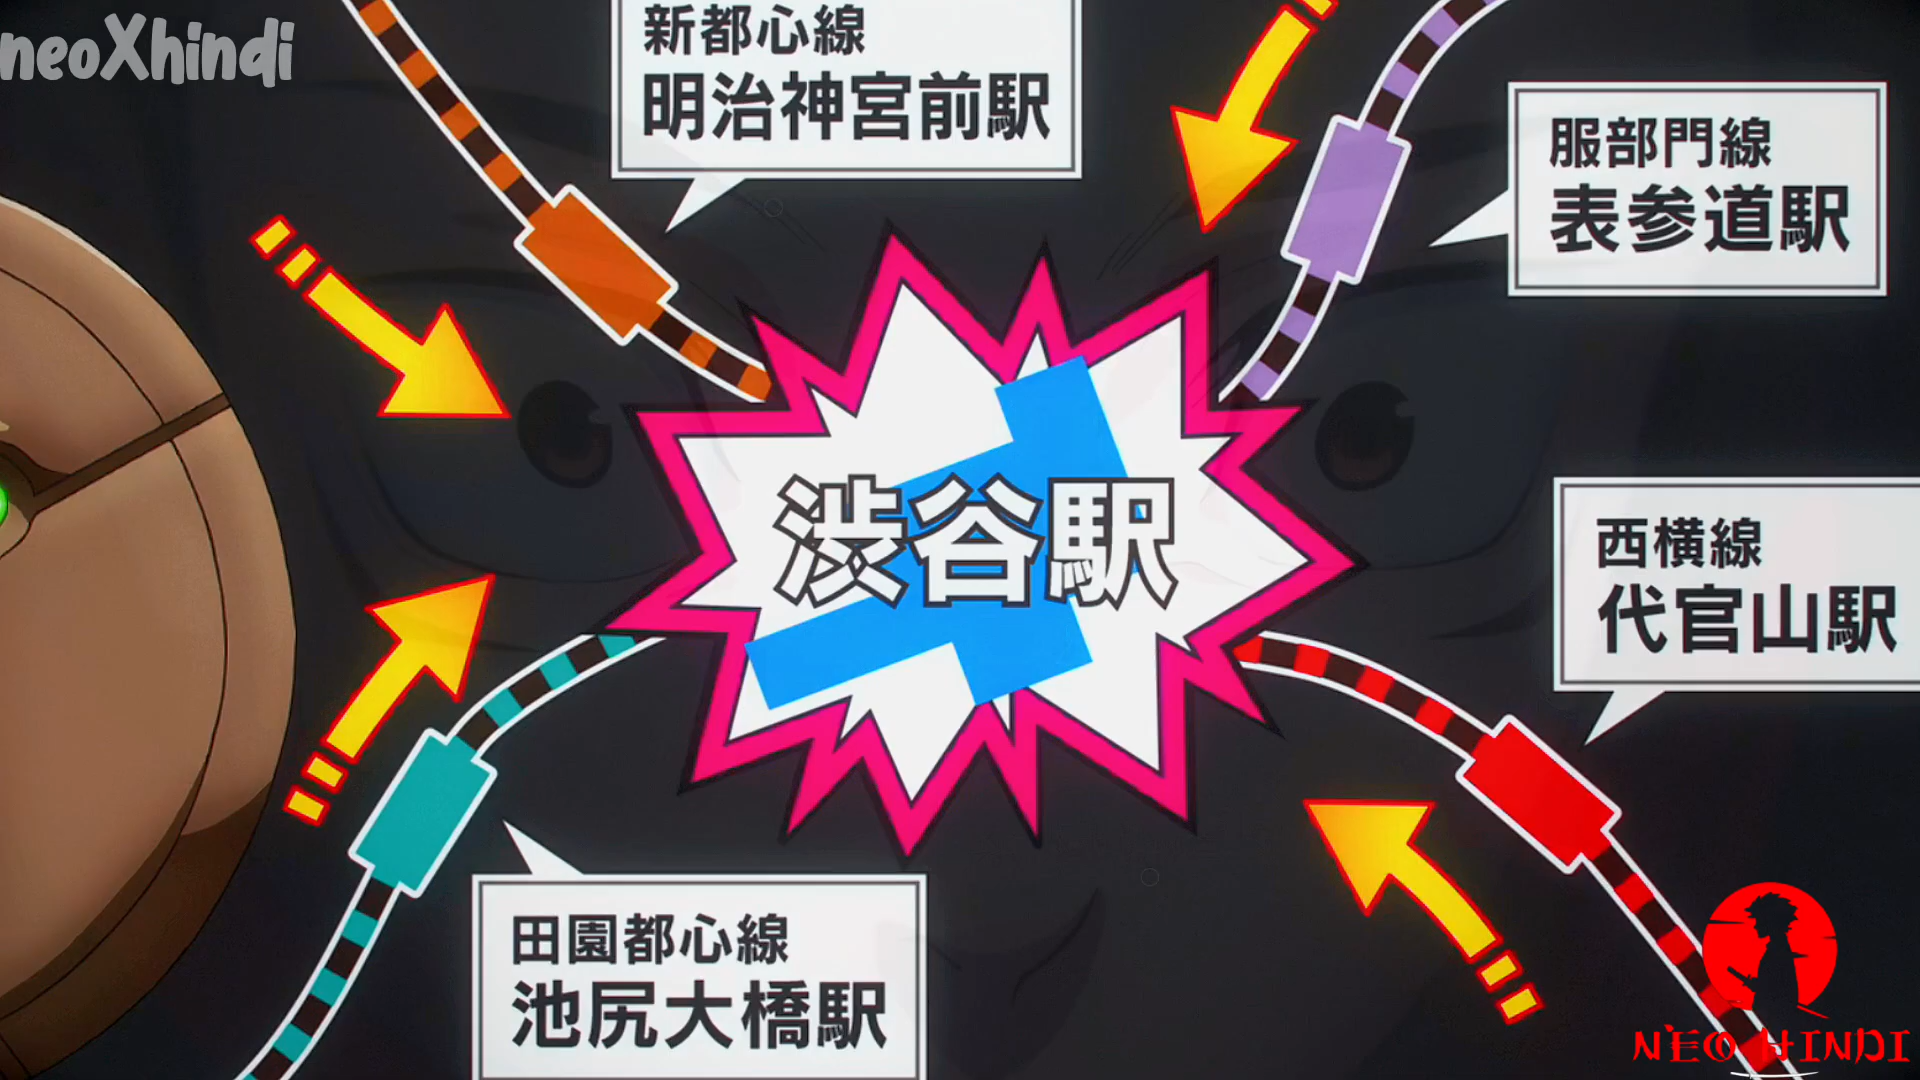 neoXhindi
新都心線
明治神宮前駅
服部門線
表参道駅
渋谷駅
西横線
代官山駅
田園都心線
池尻大橋駅
NEO HINDI